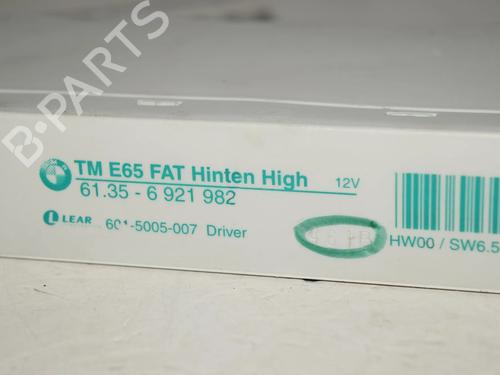 B-PARTS
TM E65 FAT Hinten High 12V
61.35 - 6 921 982
LEAR 601-5005-007 Driver
HW00 / SW6.5